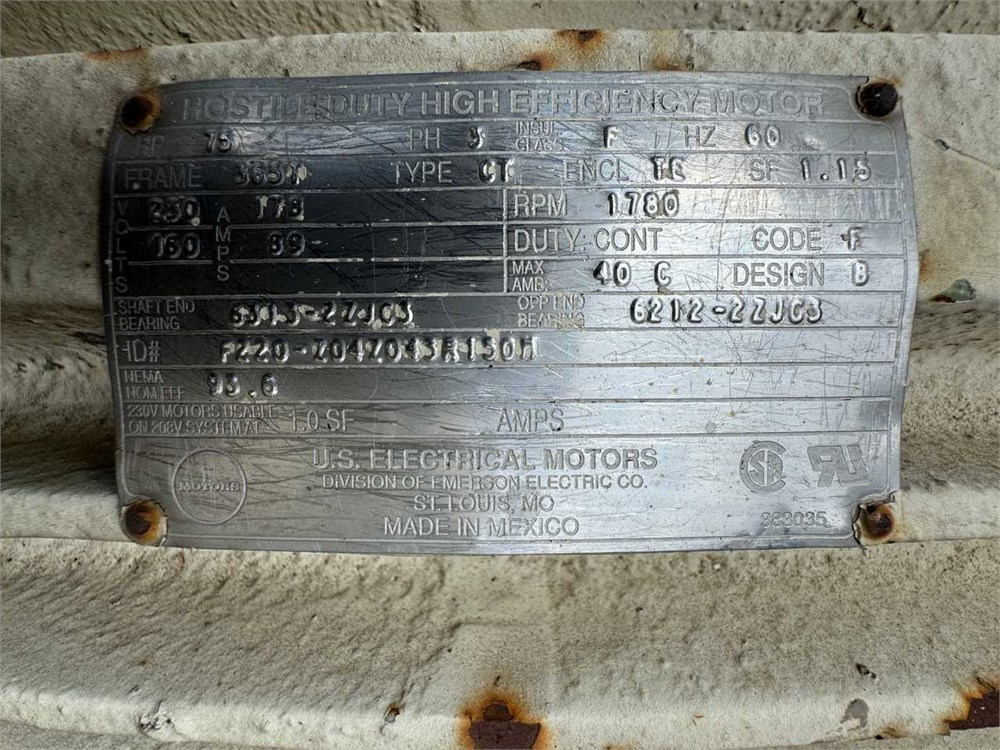 HOSTILE DUTY HIGH EFFICIENCY MOTOR
HP 75 PH 3 INSUL CLASS F HZ 60
FRAME 365T TYPE CT ENCL TE SF 1.15
VOLTS 230 AMPS 178 RPM 1780
460 89 DUTY CONT CODE F
MAX AMB. 40 C DESIGN B
SHAFT END BEARING 6313-2ZJC3 OPP END BEARING 6212-2ZJC3
ID#
NEMA NOM.EFF 93.6
230V MOTORS USABLE ON 208V SYSTEM AT 1.0 SF AMPS
U.S. ELECTRICAL MOTORS
DIVISION OF EMERSON ELECTRIC CO.
ST. LOUIS, MO
MADE IN MEXICO
MOTORS